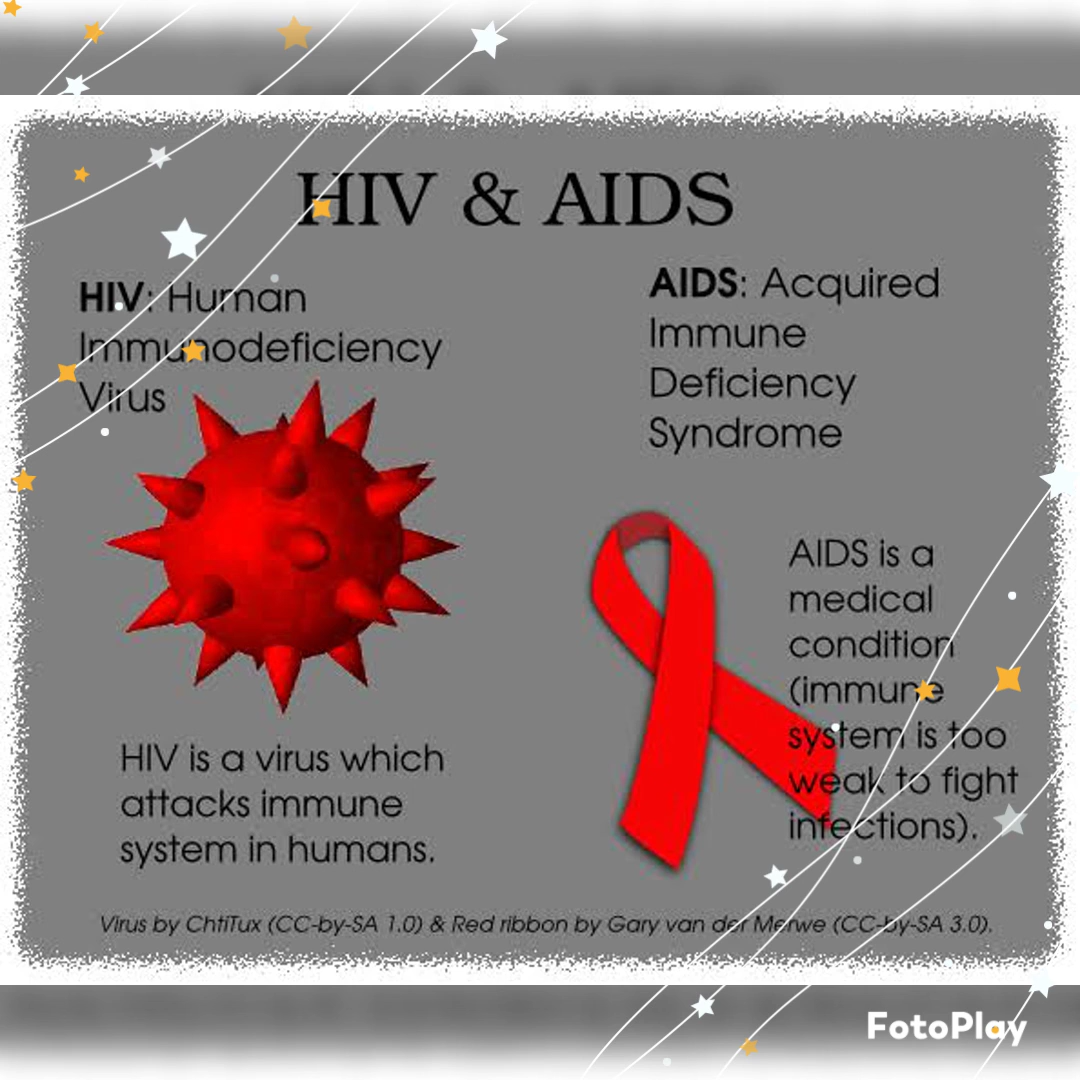 HIV & AIDS
HIV: Human
Immunodeficiency
Virus
AIDS: Acquired
Immune
Deficiency
Syndrome
HIV is a virus which
attacks immune
system in humans.
AIDS is a
medical
condition
(immune
system is too
weak to fight
infections).
Virus by ChtiTux (CC-by-SA 1.0) & Red ribbon by Gary van der Merwe (CC-by-SA 3.0).
FotoPlay